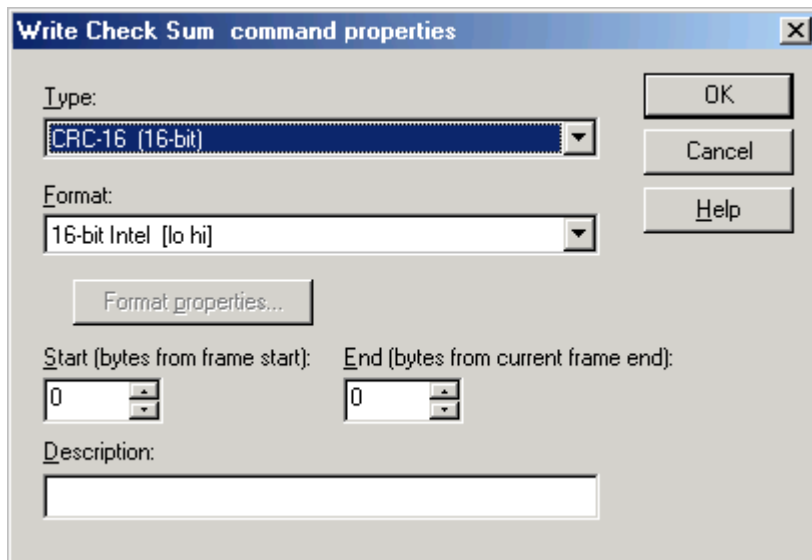 Write Check Sum command properties
Type:
CRC-16 (16-bit)
Format:
16-bit Intel [lo hi]
Format properties...
Start (bytes from frame start):
End (bytes from current frame end):
0
0
Description:
OK
Cancel
Help